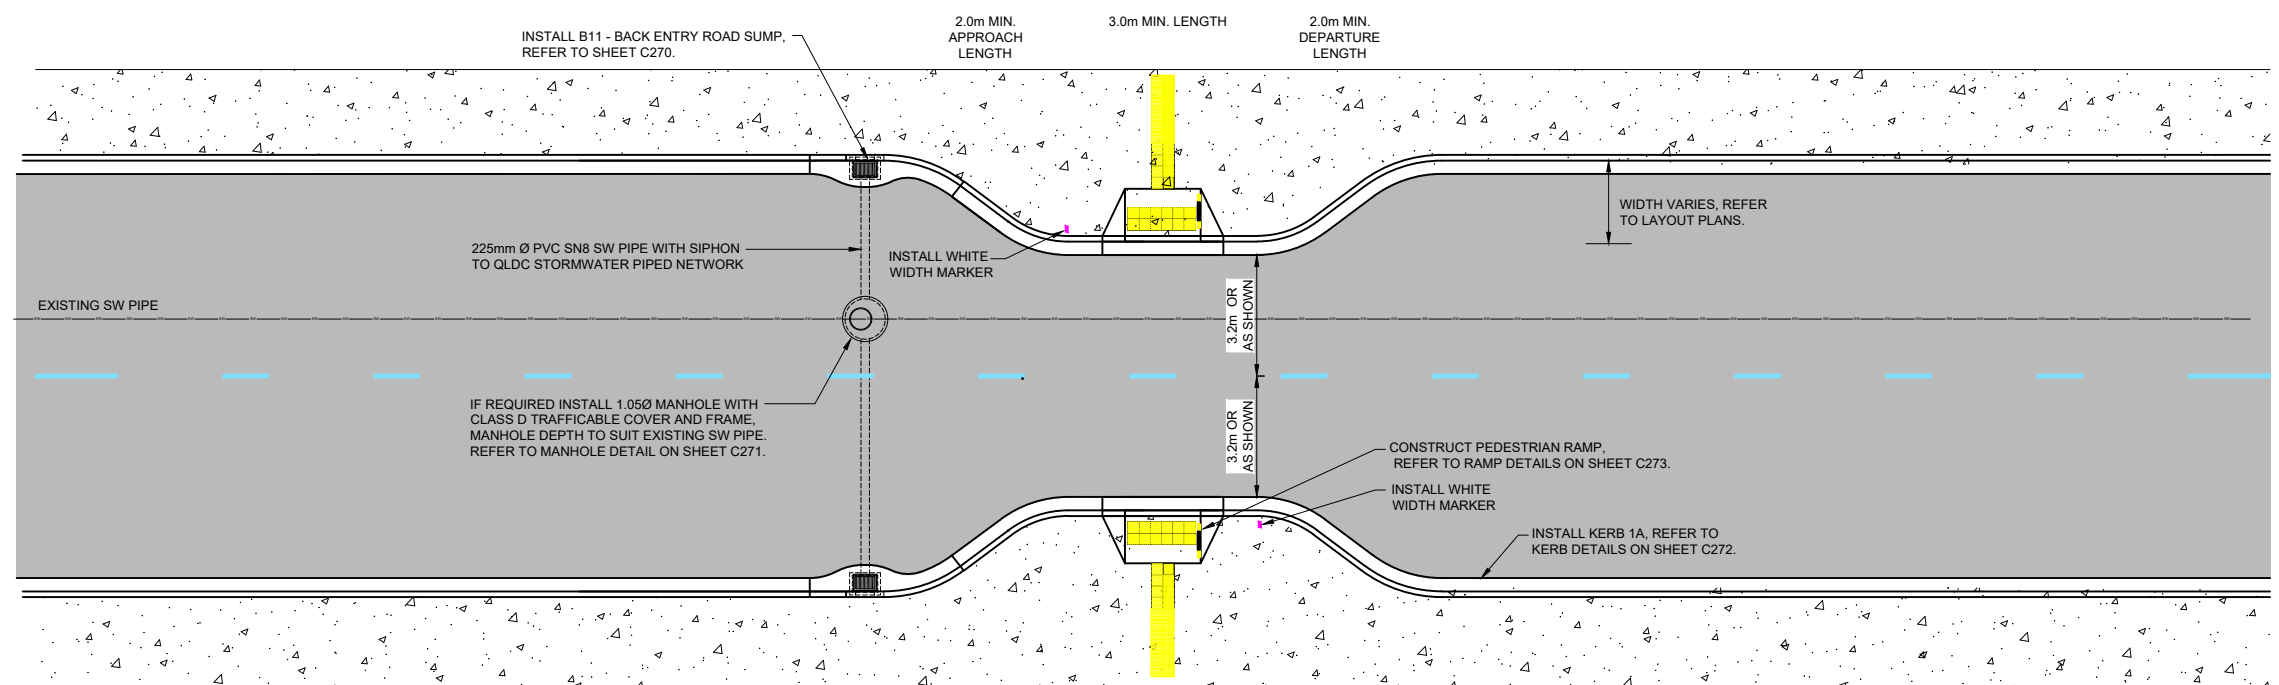 2.0m MIN.
APPROACH
LENGTH
3.0m MIN. LENGTH
2.0m MIN.
DEPARTURE
LENGTH
INSTALL B11 - BACK ENTRY ROAD SUMP,
REFER TO SHEET C270.
WIDTH VARIES, REFER
TO LAYOUT PLANS.
225mm Ø PVC SN8 SW PIPE WITH SIPHON
TO QLDC STORMWATER PIPED NETWORK
INSTALL WHITE
WIDTH MARKER
EXISTING SW PIPE
3.2m OR
AS SHOWN
IF REQUIRED INSTALL 1.05Ø MANHOLE WITH
CLASS D TRAFFICABLE COVER AND FRAME,
MANHOLE DEPTH TO SUIT EXISTING SW PIPE.
REFER TO MANHOLE DETAIL ON SHEET C271.
3.2m OR
AS SHOWN
CONSTRUCT PEDESTRIAN RAMP,
REFER TO RAMP DETAILS ON SHEET C273.
INSTALL WHITE
WIDTH MARKER
INSTALL KERB 1A, REFER TO
KERB DETAILS ON SHEET C272.